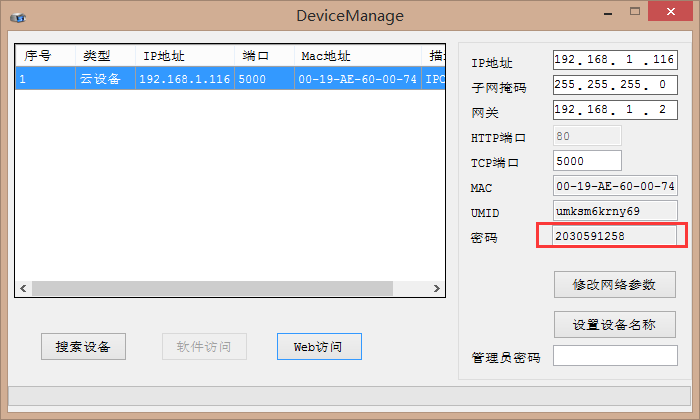 DeviceManage
序号 类型 IP地址 端口 Mac地址
1 云设备 192.168.1.116 5000 00-19-AE-60-00-74 IPC
IP地址 192.168. 1 .116
子网掩码 255.255.255. 0
网关 192.168. 1 . 2
HTTP端口 80
TCP端口 5000
MAC 00-19-AE-60-00-74
UMID umksm6krny69
密码 2030591258
修改网络参数
设置设备名称
搜索设备 软件访问 Web访问
管理员密码